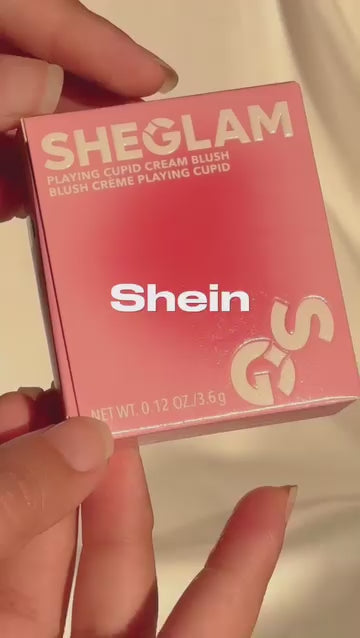 SHEGLAM
PLAYING CUPID CREAM BLUSH
BLUSH CRÈME PLAYING CUPID
Shein
GS
NET WT. 0.12 OZ./3.6g